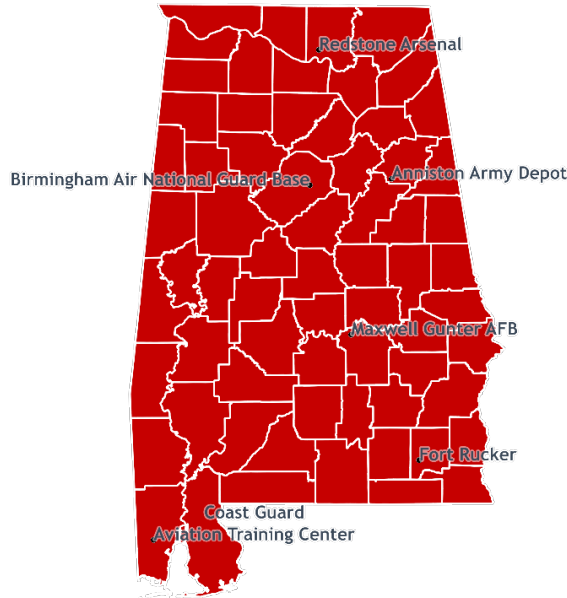 Redstone Arsenal
Anniston Army Depot
Birmingham Air National Guard Base
Maxwell Gunter AFB
Fort Rucker
Coast Guard
Aviation Training Center